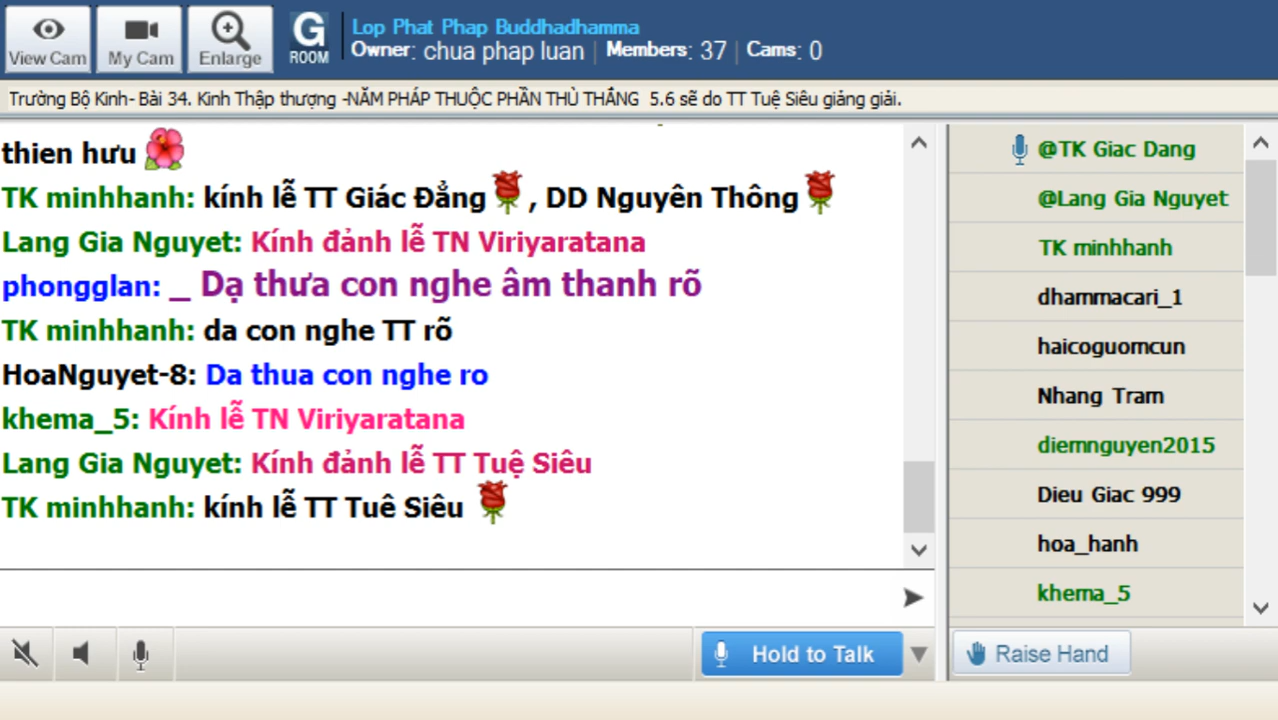 View Cam
My Cam
Enlarge
G
ROOM
Lop Phat Phap Buddhadhamma
Owner: chua phap luan | Members: 37 | Cams: 0
Trường Bộ Kinh- Bài 34. Kinh Thập thượng -NĂM PHÁP THUỘC PHẦN THÙ THẮNG 5.6 sẽ do TT Tuệ Siêu giảng giải.
thien hưu
TK minhhanh: kính lễ TT Giác Đẳng, DD Nguyên Thông
Lang Gia Nguyet: Kính đảnh lễ TN Viriyaratana
phongglan: _ Dạ thưa con nghe âm thanh rõ
TK minhhanh: da con nghe TT rõ
HoaNguyet-8: Da thua con nghe ro
khema_5: Kính lễ TN Viriyaratana
Lang Gia Nguyet: Kính đảnh lễ TT Tuệ Siêu
TK minhhanh: kính lễ TT Tuê Siêu
@TK Giac Dang
@Lang Gia Nguyet
TK minhhanh
dhammacari_1
haicoguomcun
Nhang Tram
diemnguyen2015
Dieu Giac 999
hoa_hanh
khema_5
Hold to Talk
Raise Hand